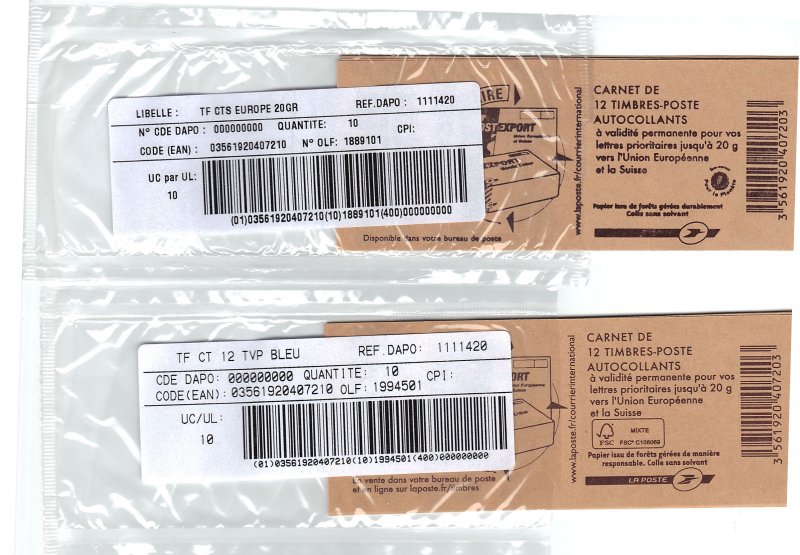 LIBELLE : TF CTS EUROPE 20GR REF.DAPO : 1111420
N° CDE DAPO : 000000000 QUANTITE: 10
CODE (EAN) : 03561920407210 N° OLF: 1889101 CPI:
UC par UL:
10
(01)03561920407210(10)1889101(400)000000000
EXPORT
Disponible dans votre bureau de poste
www.laposte.fr/courrierinternational
CARNET DE
12 TIMBRES-POSTE
AUTOCOLLANTS
à validité permanente pour vos
lettres prioritaires jusqu'à 20 g
vers l'Union Européenne
et la Suisse
Papier issu de forêts gérées durablement
Colle sans solvant
3 561920 407203
TF CT 12 TVP BLEU REF.DAPO: 1111420
CDE DAPO: 000000000 QUANTITE: 10
CODE(EAN): 03561920407210 OLF: 1994501 CPI:
UC/UL:
10
(01)03561920407210(10)1994501(400)000000000
PORT
En vente dans votre bureau de poste
et en ligne sur laposte.fr/timbres
www.laposte.fr/courrierinternational
CARNET DE
12 TIMBRES-POSTE
AUTOCOLLANTS
à validité permanente pour vos
lettres prioritaires jusqu'à 20 g
vers l'Union Européenne
et la Suisse
FSC
MIXTE
FSC® C108069
Papier issu de forêts gérées de manière
responsable. Colle sans solvant
LA POSTE
3 561920 407203